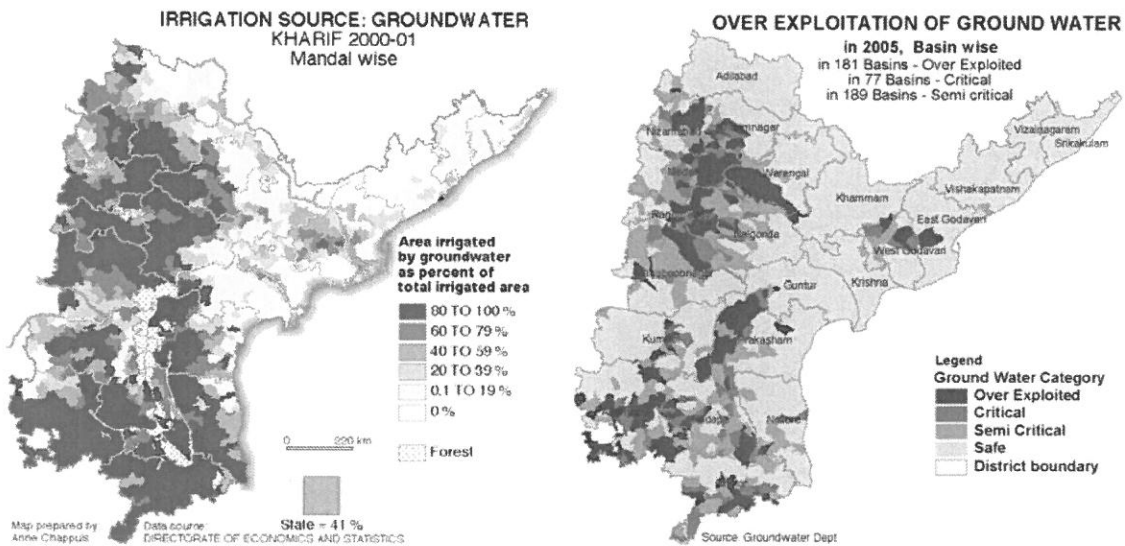 IRRIGATION SOURCE: GROUNDWATER
KHARIF 2000-01
Mandal wise
Area irrigated
by groundwater
as percent of
total irrigated area
80 TO 100 %
60 TO 79 %
40 TO 59 %
20 TO 39 %
0.1 TO 19 %
0 %
Forest
0 220 km
State = 41 %
Map prepared by
Anne Chappuis
Data source:
DIRECTORATE OF ECONOMICS AND STATISTICS
OVER EXPLOITATION OF GROUND WATER
in 2005, Basin wise
in 181 Basins - Over Exploited
in 77 Basins - Critical
in 189 Basins - Semi critical
Adilabad
Nizamabad
Warangal
Khammam
Vizainagaram
Srikakulam
Vishakapatnam
East Godavari
West Godavari
Nalgonda
Krishna
Guntur
Nellore
Legend
Ground Water Category
Over Exploited
Critical
Semi Critical
Safe
District boundary
Source: Groundwater Dept